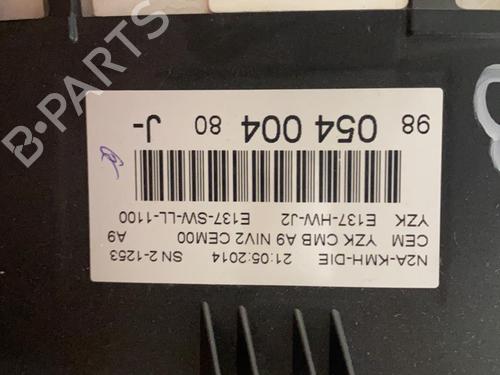 98 054 004 80 J-
YZK E137-HW-J2 E137-SW-LL-1100
CEM YZK CMB A9 NIV2 CEM00 A9
N2A-KMH-DIE 21:05:2014 SN 2-1253
B-PARTS